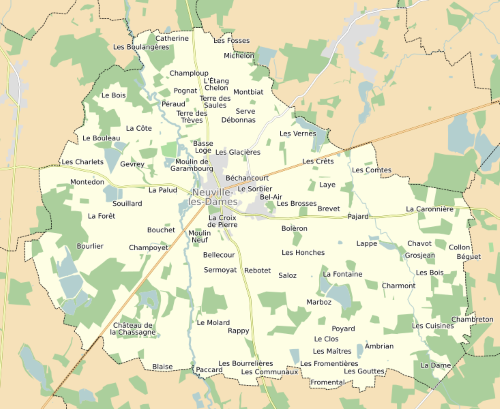 Catherine
Les Fosses
Les Boulangères
Michelon
Champloup
L'Étang
Chelon
Pognat
Montbiat
Le Bois
Péraud
Terre des
Saules
Terre des
Trèves
Serve
Débonnas
La Côte
Les Vernes
Le Bouleau
Basse
Loge
Les Glacières
Les Charlets
Gevrey
Moulin de
Garambourg
Les Crêts
Les Comtes
Montedon
Béchancourt
La Palud
Le Sorbier
Laye
Neuville-
les-Dames
Bel-Air
Souillard
Les Brosses
Brevet
La Caronnière
La Forêt
La Croix
de Pierre
Pajard
Bouchet
Moulin
Neuf
Boléron
Bourlier
Champoyet
Lappe
Chavot
Collon
Bellecour
Les Honches
Grosjean
Béguet
Sermoyat
Rebotet
Saloz
La Fontaine
Les Bois
Charmont
Marboz
Chambreton
Château de
la Chassagne
Le Molard
Rappy
Poyard
Les Cuisines
Le Clos
Les Maîtres
Ambrian
Blaise
Paccard
Les Bourrelières
Les Fromentières
La Dame
Les Communaux
Les Gouttes
Fromental